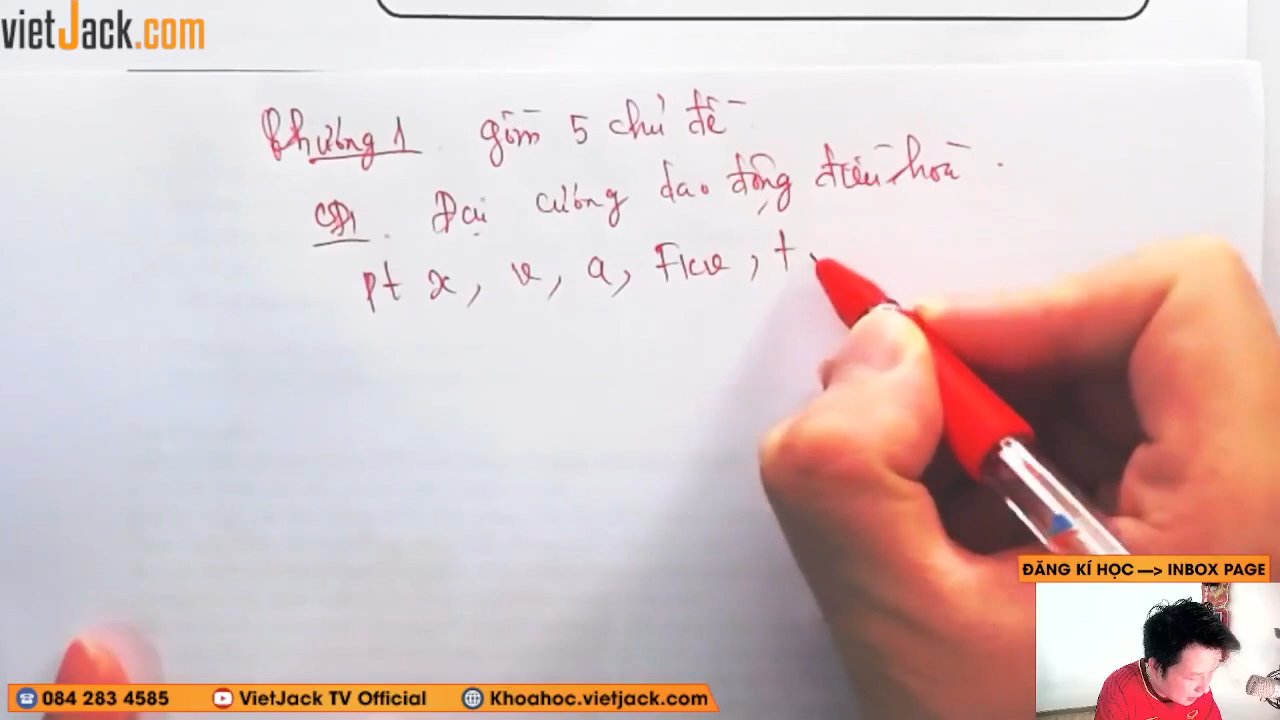 vietJack.com
Chương 1 gồm 5 chủ đề
CĐ1. Đại cương dao động điều hoà.
pt x, v, a, Fkv, t
ĐĂNG KÍ HỌC —> INBOX PAGE
084 283 4585 VietJack TV Official Khoahoc.vietjack.com